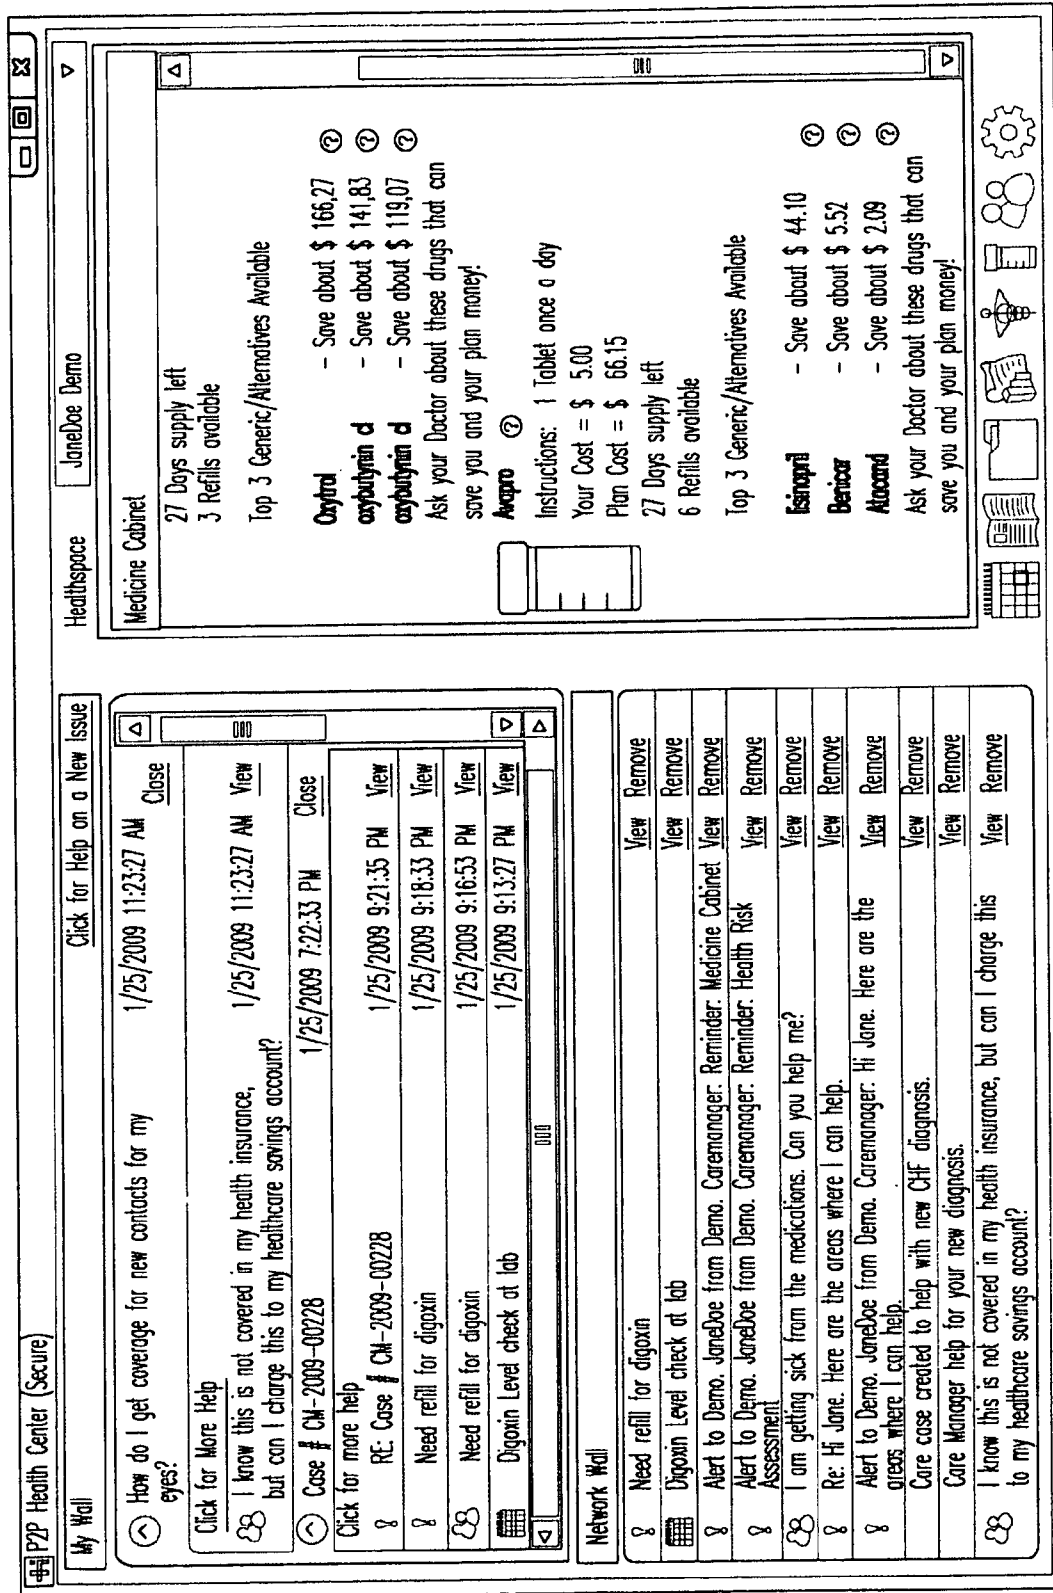 P2P Health Center (Secure)
My Wall
Click for Help on a New Issue
How do I get coverage for new contacts for my 1/25/2009 11:23:27 AM
eyes?
Close
Click for More Help
I know this is not covered in my health insurance, 1/25/2009 11:23:27 AM View
but can I charge this to my healthcare savings account?
Case # CM-2009-00228 1/25/2009 7:22:33 PM Close
Click for more help
RE: Case # CM-2009-00228 1/25/2009 9:21:35 PM View
Need refill for digoxin 1/25/2009 9:18:33 PM View
Need refill for digoxin 1/25/2009 9:16:53 PM View
Digoxin Level check at lab 1/25/2009 9:13:27 PM View
Network Wall
Need refill for digoxin View Remove
Digoxin Level check at lab View Remove
Alert to Demo. JaneDoe from Demo. Caremanager: Reminder: Medicine Cabinet View Remove
Alert to Demo. JaneDoe from Demo. Caremanager: Reminder: Health Risk View Remove
Assessment
I am getting sick from the medications. Can you help me? View Remove
Re: Hi Jane. Here are the areas where I can help. View Remove
Alert to Demo. JaneDoe from Demo. Caremanager: Hi Jane. Here are the View Remove
areas where I can help.
Care case created to help with new CHF diagnosis. View Remove
Care Manager help for your new diagnosis. View Remove
I know this is not covered in my health insurance, but can I charge this View Remove
to my healthcare savings account?
Healthspace JaneDoe Demo
Medicine Cabinet
27 Days supply left
3 Refills available
Top 3 Generic/Alternatives Available
Oxytrol - Save about $ 166,27 ?
oxybutynin cl - Save about $ 141,83 ?
oxybutynin cl - Save about $ 119,07 ?
Ask your Doctor about these drugs that can
save you and your plan money!
Avapro ?
Instructions: 1 Tablet once a day
Your Cost = $ 5.00
Plan Cost = $ 66.15
27 Days supply left
6 Refills available
Top 3 Generic/Alternatives Available
lisinopril - Save about $ 44.10 ?
Benicar - Save about $ 5.52 ?
Atacand - Save about $ 2.09 ?
Ask your Doctor about these drugs that can
save you and your plan money!